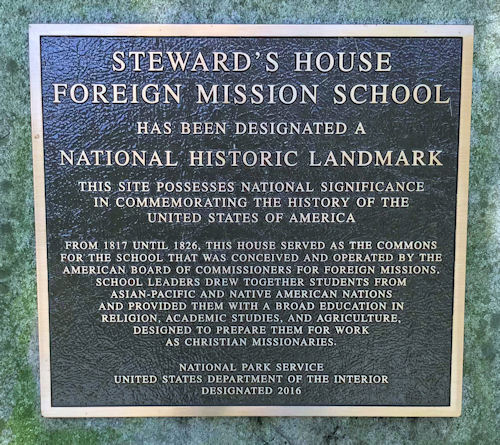 STEWARD'S HOUSE
FOREIGN MISSION SCHOOL
HAS BEEN DESIGNATED A
NATIONAL HISTORIC LANDMARK
THIS SITE POSSESSES NATIONAL SIGNIFICANCE
IN COMMEMORATING THE HISTORY OF THE
UNITED STATES OF AMERICA
FROM 1817 UNTIL 1826, THIS HOUSE SERVED AS THE COMMONS
FOR THE SCHOOL THAT WAS CONCEIVED AND OPERATED BY THE
AMERICAN BOARD OF COMMISSIONERS FOR FOREIGN MISSIONS.
SCHOOL LEADERS DREW TOGETHER STUDENTS FROM
ASIAN-PACIFIC AND NATIVE AMERICAN NATIONS
AND PROVIDED THEM WITH A BROAD EDUCATION IN
RELIGION, ACADEMIC STUDIES, AND AGRICULTURE,
DESIGNED TO PREPARE THEM FOR WORK
AS CHRISTIAN MISSIONARIES.
NATIONAL PARK SERVICE
UNITED STATES DEPARTMENT OF THE INTERIOR
DESIGNATED 2016